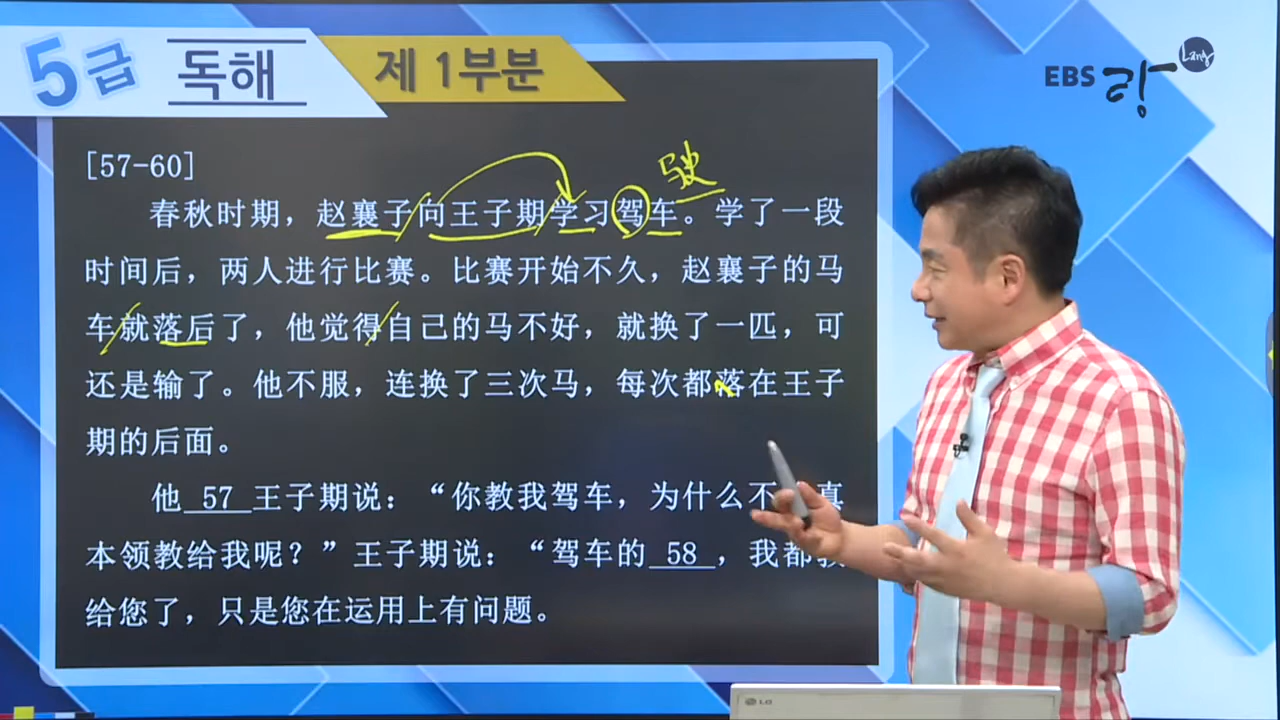 5급 독해 제 1부분
EBS 랑 Lang
[57-60]
驶
春秋时期，赵襄子向王子期学习驾车。学了一段
时间后，两人进行比赛。比赛开始不久，赵襄子的马
车就落后了，他觉得自己的马不好，就换了一匹，可
还是输了。他不服，连换了三次马，每次都落在王子
期的后面。
他 57 王子期说：“你教我驾车，为什么不 真
本领教给我呢？”王子期说：“驾车的 58 ，我都
给您了，只是您在运用上有问题。
LG